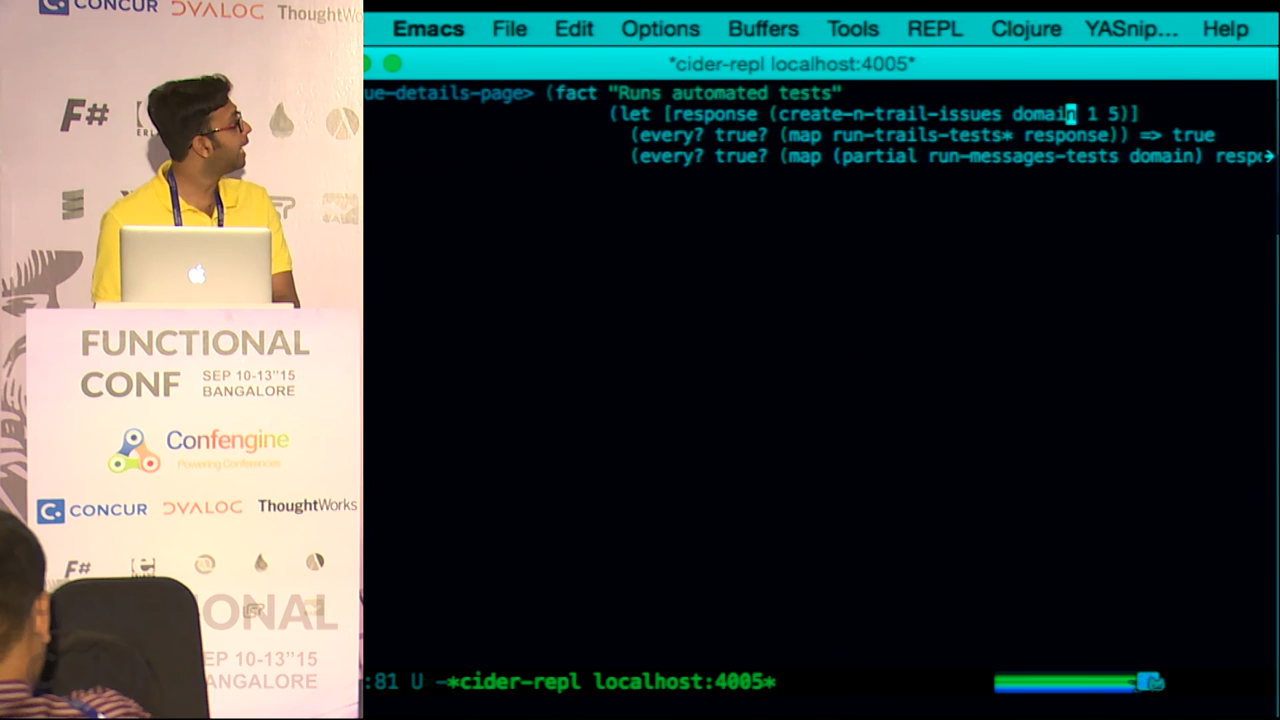 CONCUR DVALOC ThoughtWorks
F#
FUNCTIONAL
CONF SEP 10-13"15
BANGALORE
Confengine
Powering Conferences
CONCUR DVALOC ThoughtWorks
F#
ONAL
EP 10-13"15
BANGALORE
Emacs File Edit Options Buffers Tools REPL Clojure YASnip... Help
*cider-repl localhost:4005*
ue-details-page> (fact "Runs automated tests"
(let [response (create-n-trail-issues domain 1 5)]
(every? true? (map run-trails-tests* response)) => true
(every? true? (map (partial run-messages-tests domain) respo
:81 U -*cider-repl localhost:4005*